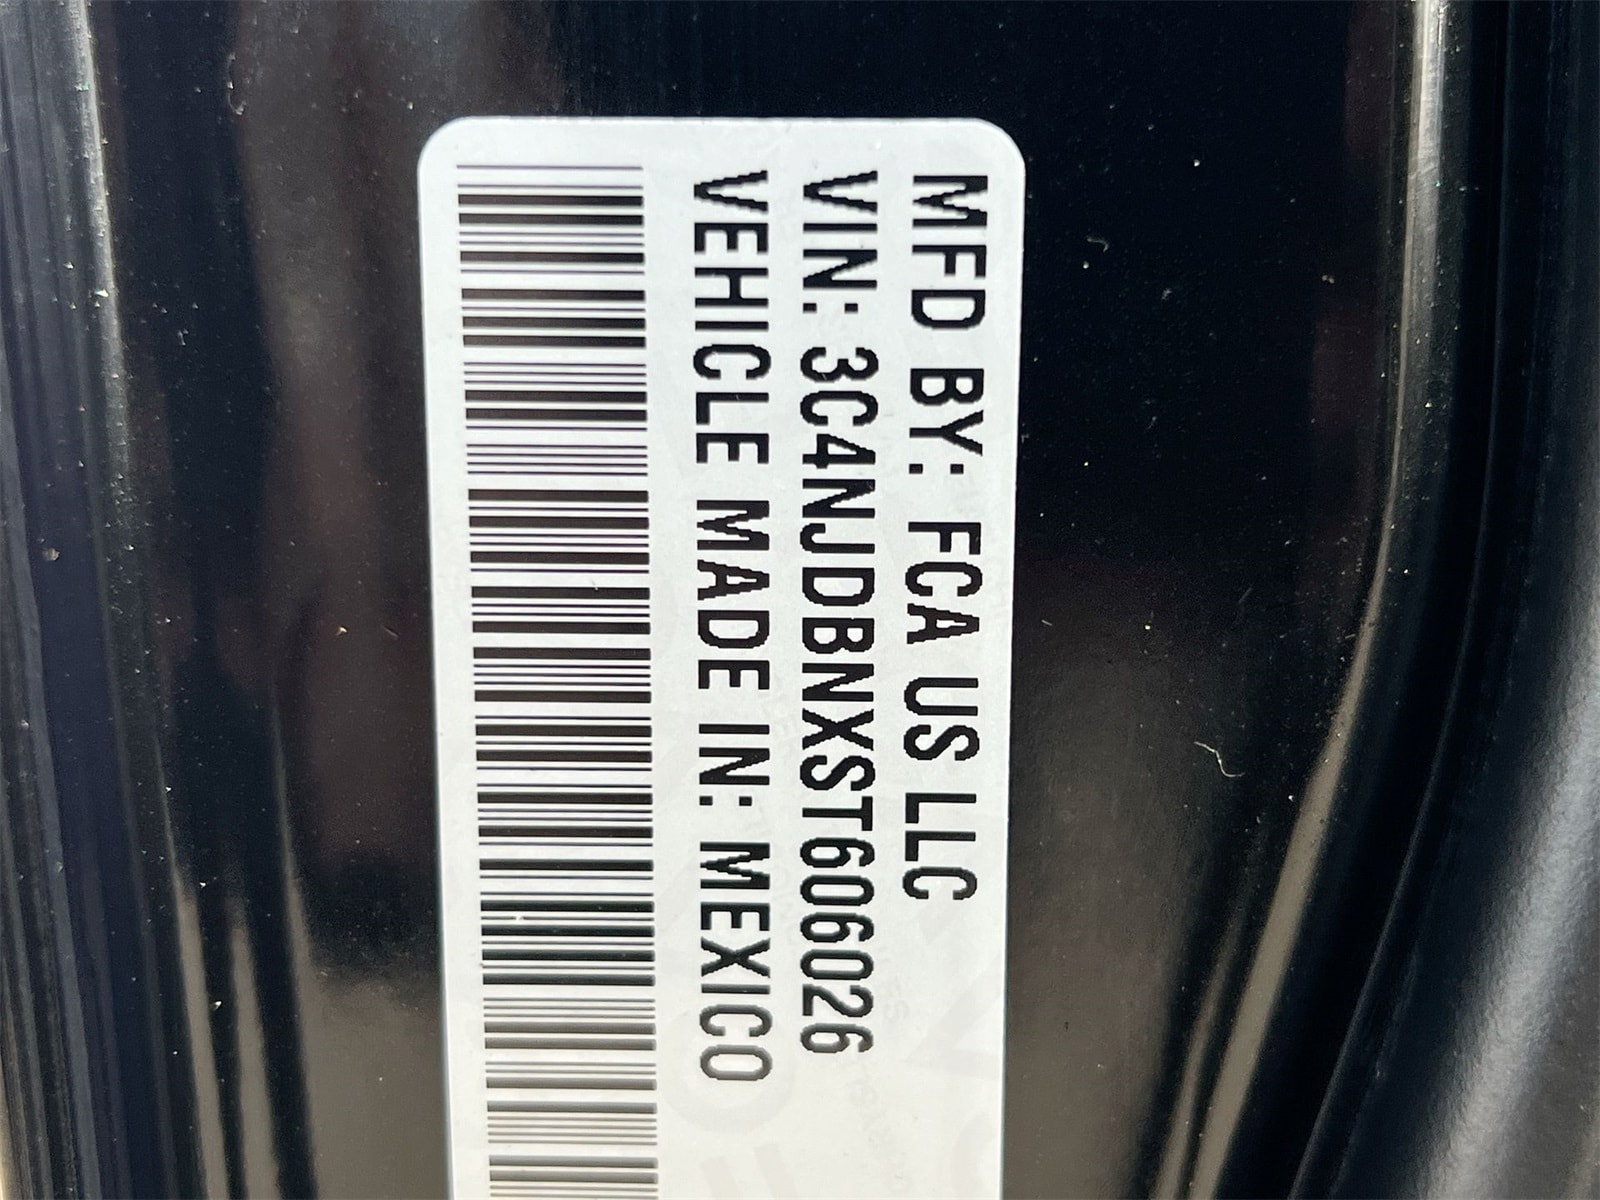 MFD BY: FCA US LLC
VIN: 3C4NJDBNXST606026
VEHICLE MADE IN: MEXICO